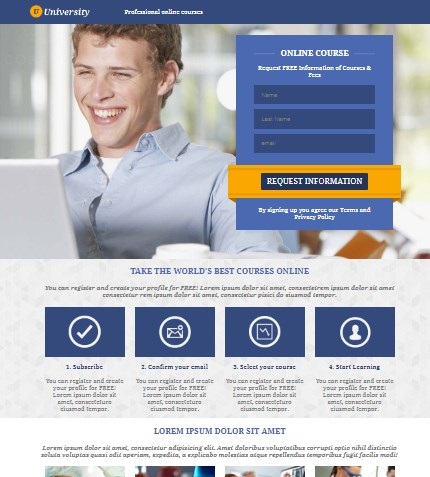 U University
Professional online courses
ONLINE COURSE
Request FREE Information of Courses &
Fees
Name
Last Name
email
REQUEST INFORMATION
By signing up you agree our Terms and
Privacy Policy
TAKE THE WORLD'S BEST COURSES ONLINE
You can register and create your profile for FREE! Lorem ipsum dolor sit amet, consectetrem ipsum dolor sit amet,
consectetur rem ipsum dolor sit amet, consectetur pisici do eiusmod tempor.
1. Subscribe
You can register and create
your profile for FREE!
Lorem ipsum dolor sit
amet, consectetura
eiusmod tempor.
2. Confirm your email
You can register and create
your profile for FREE!
Lorem ipsum dolor sit
amet, consectetura
eiusmod tempor.
3. Select your course
You can register and create
your profile for FREE!
Lorem ipsum dolor sit
amet, consectetura
eiusmod tempor.
4. Start Learning
You can register and create
your profile for FREE!
Lorem ipsum dolor sit
amet, consectetura
eiusmod tempor.
LOREM IPSUM DOLOR SIT AMET
Lorem ipsum dolor sit amet, consectetur adipisicing elit. Amet doloribus voluptatibus corrupti optio nihil distinctio
soluta voluptas quasi adit aperiam, expedita, a explicabo molestias atque repellendus temporibus fugit facilis modi!